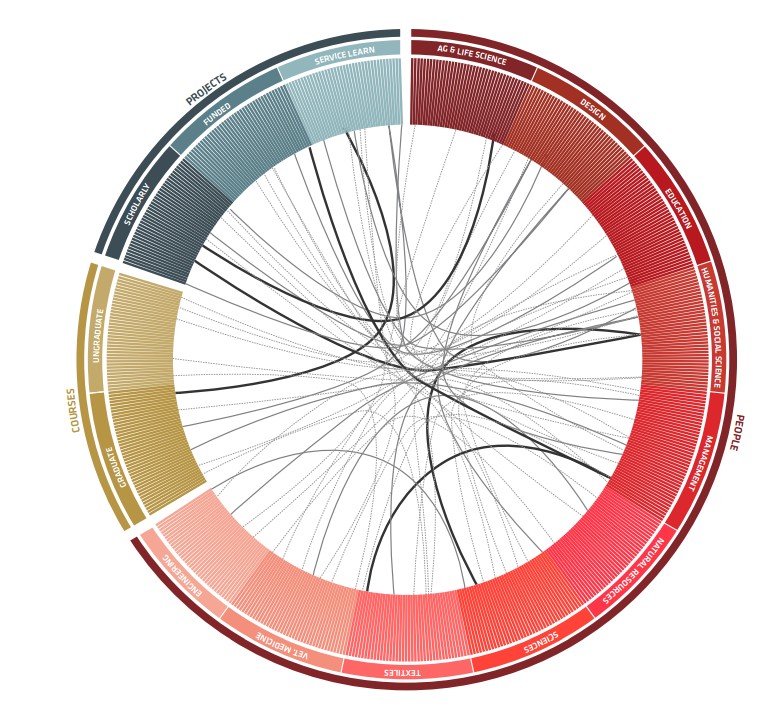 PROJECTS
SERVICE LEARN
FUNDED
SCHOLARLY
AG & LIFE SCIENCE
DESIGN
EDUCATION
HUMANITIES & SOCIAL SCIENCE
MANAGEMENT
PEOPLE
NATURAL RESOURCES
SCIENCES
TEXTILES
VET. MEDICINE
ENGINEERING
COURSES
UNGRADUATE
GRADUATE